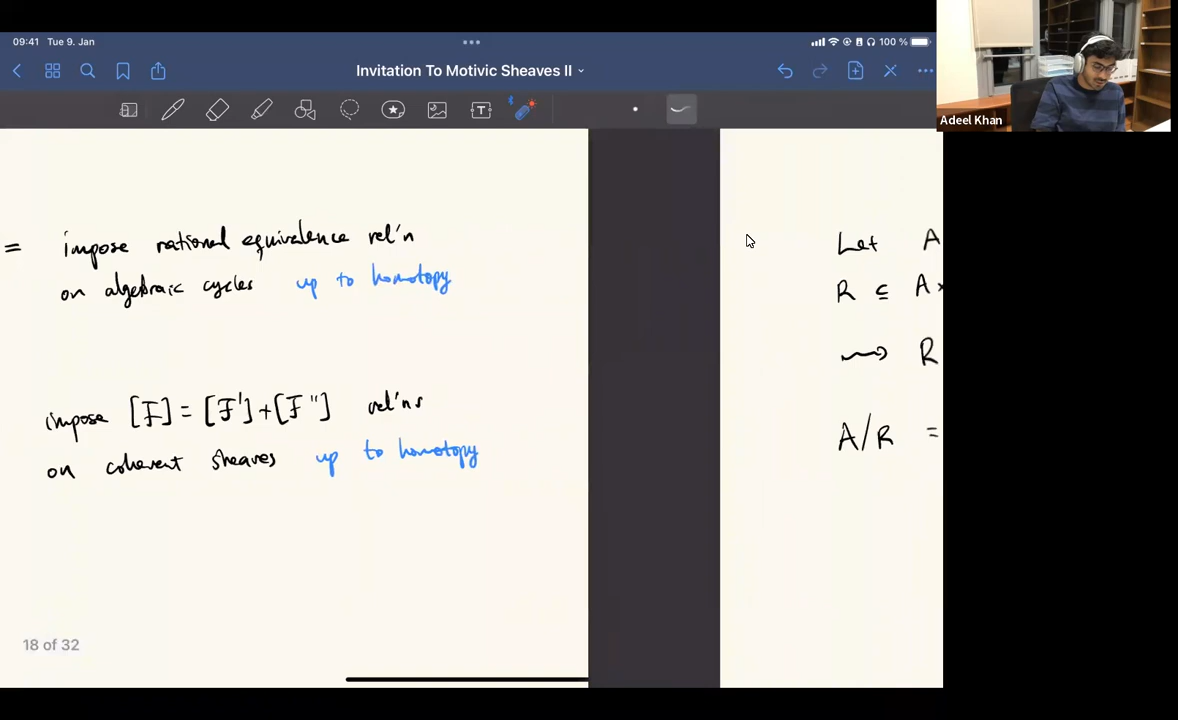 09:41 Tue 9. Jan
100 %
Invitation To Motivic Sheaves II
Adeel Khan
= impose rational equivalence rel'n
on algebraic cycles up to homotopy
impose [F] = [F'] + [F''] rel'ns
on coherent sheaves up to homotopy
18 of 32
Let A
R ⊆ A×
⟿ R
A/R =